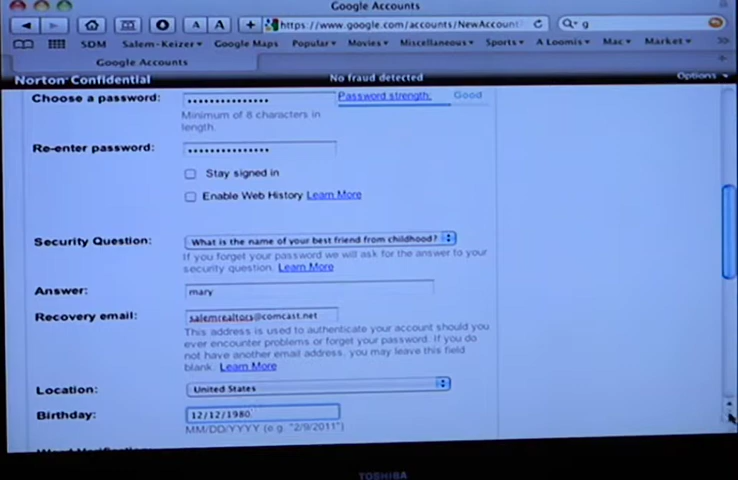 Google Accounts
A A + https://www.google.com/accounts/NewAccount g
SDM Salem-Keizer Google Maps Popular Movies Miscellaneous Sports A Loomis Mac Market
Google Accounts
Norton Confidential No fraud detected Options
Choose a password: ••••••••••••••• Password strength: Good
Minimum of 8 characters in
length.
Re-enter password: •••••••••••••••
Stay signed in
Enable Web History Learn More
Security Question: What is the name of your best friend from childhood?
If you forget your password we will ask for the answer to your
security question. Learn More
Answer: mary
Recovery email: salemrealtors@comcast.net
This address is used to authenticate your account should you
ever encounter problems or forget your password. If you do
not have another email address, you may leave this field
blank. Learn More
Location: United States
Birthday: 12/12/1980
MM/DD/YYYY (e.g. "2/9/2011")
TOSHIBA